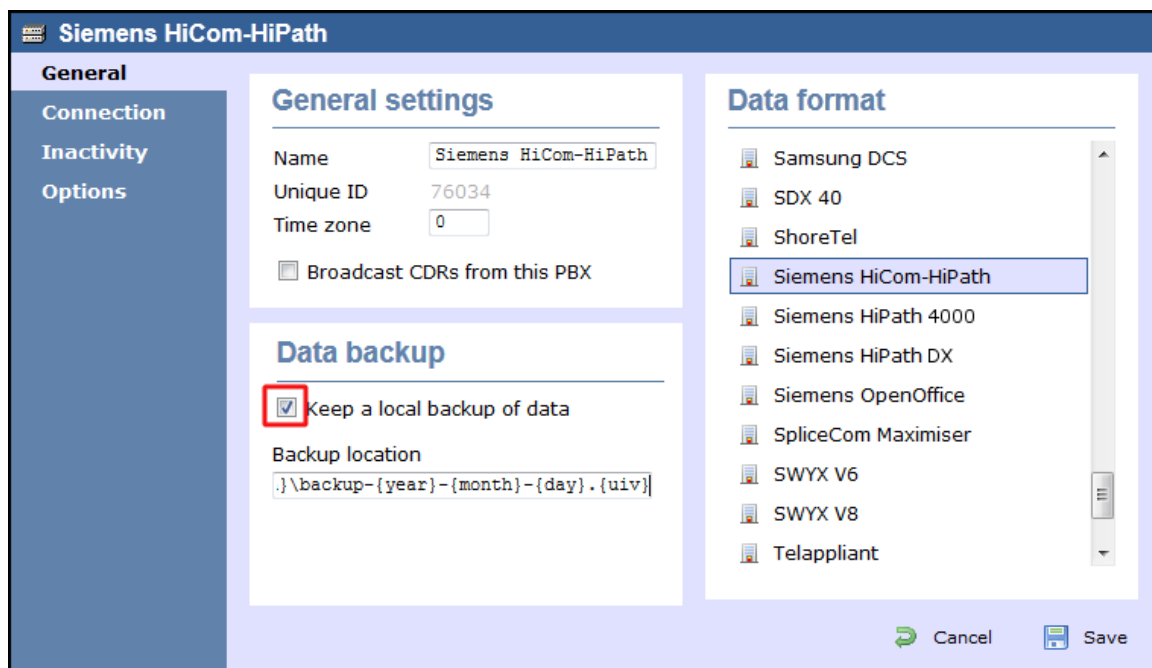 Siemens HiCom-HiPath
General
Connection
Inactivity
Options
General settings
Name Siemens HiCom-HiPath
Unique ID 76034
Time zone 0
Broadcast CDRs from this PBX
Data backup
Keep a local backup of data
Backup location
.}\backup-{year}-{month}-{day}.{uiv}
Data format
Samsung DCS
SDX 40
ShoreTel
Siemens HiCom-HiPath
Siemens HiPath 4000
Siemens HiPath DX
Siemens OpenOffice
SpliceCom Maximiser
SWYX V6
SWYX V8
Telappliant
Cancel Save